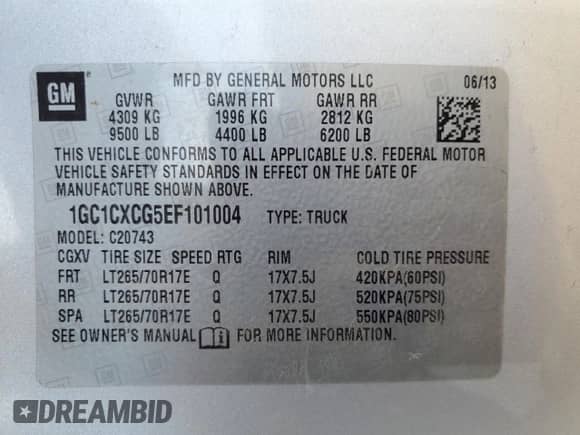 GM
MFD BY GENERAL MOTORS LLC 06/13
GVWR GAWR FRT GAWR RR
4309 KG 1996 KG 2812 KG
9500 LB 4400 LB 6200 LB
THIS VEHICLE CONFORMS TO ALL APPLICABLE U.S. FEDERAL MOTOR
VEHICLE SAFETY STANDARDS IN EFFECT ON THE DATE OF
MANUFACTURE SHOWN ABOVE.
1GC1CXCG5EF101004 TYPE: TRUCK
MODEL: C20743
CGXV TIRE SIZE SPEED RTG RIM COLD TIRE PRESSURE
FRT LT265/70R17E Q 17X7.5J 420KPA(60PSI)
RR LT265/70R17E Q 17X7.5J 520KPA(75PSI)
SPA LT265/70R17E Q 17X7.5J 550KPA(80PSI)
SEE OWNER'S MANUAL FOR MORE INFORMATION.
DREAMBID